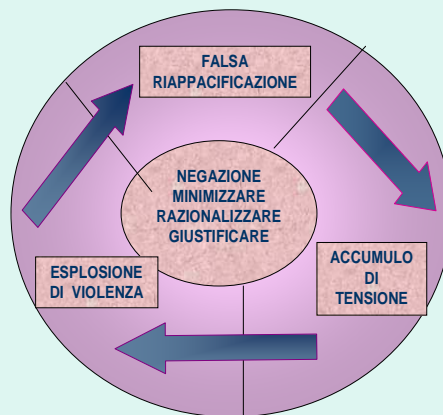 FALSA
RIAPPACIFICAZIONE
NEGAZIONE
MINIMIZZARE
RAZIONALIZZARE
GIUSTIFICARE
ESPLOSIONE
DI VIOLENZA
ACCUMULO
DI
TENSIONE